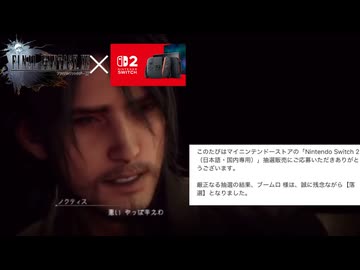 FINAL FANTASY XV
×
2
NINTENDO
SWITCH
ノクティス
悪い やっぱ辛えわ
このたびはマイニンテンドーストアの「Nintendo Switch 2
（日本語・国内専用）」抽選販売にご応募いただきありがと
うございます。
厳正なる抽選の結果、ブームロ 様は、誠に残念ながら【落
選】となりました。